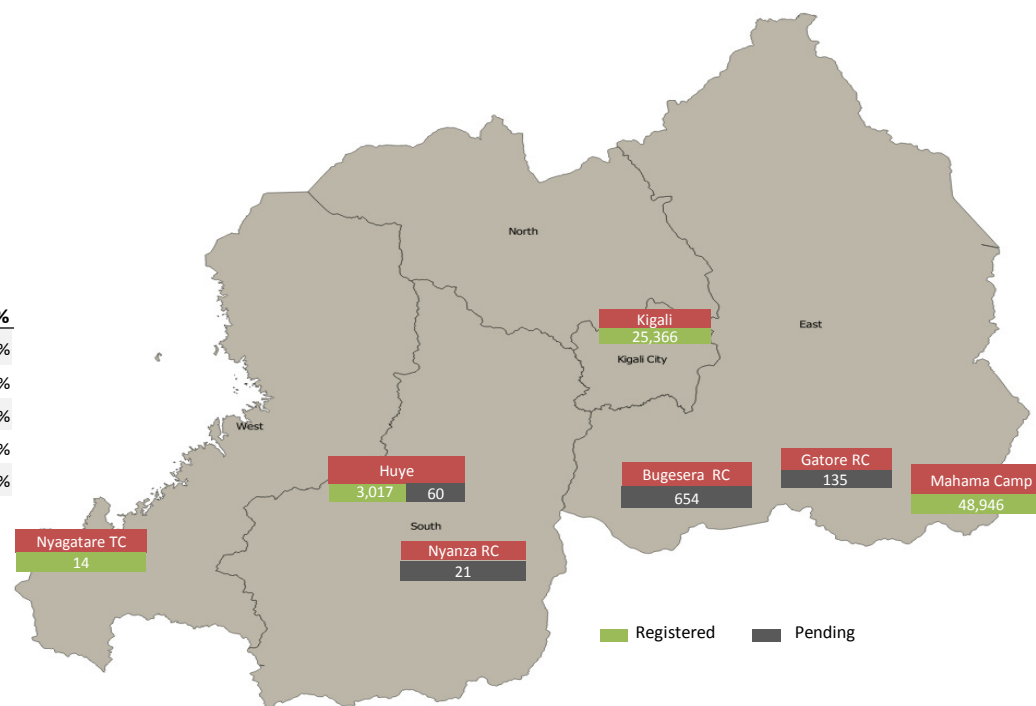 North
%
%
%
%
%
%
Kigali
25,366
Kigali City
East
West
Huye
3,017 60
South
Bugesera RC
654
Gatore RC
135
Mahama Camp
48,946
Nyagatare TC
14
Nyanza RC
21
Registered Pending